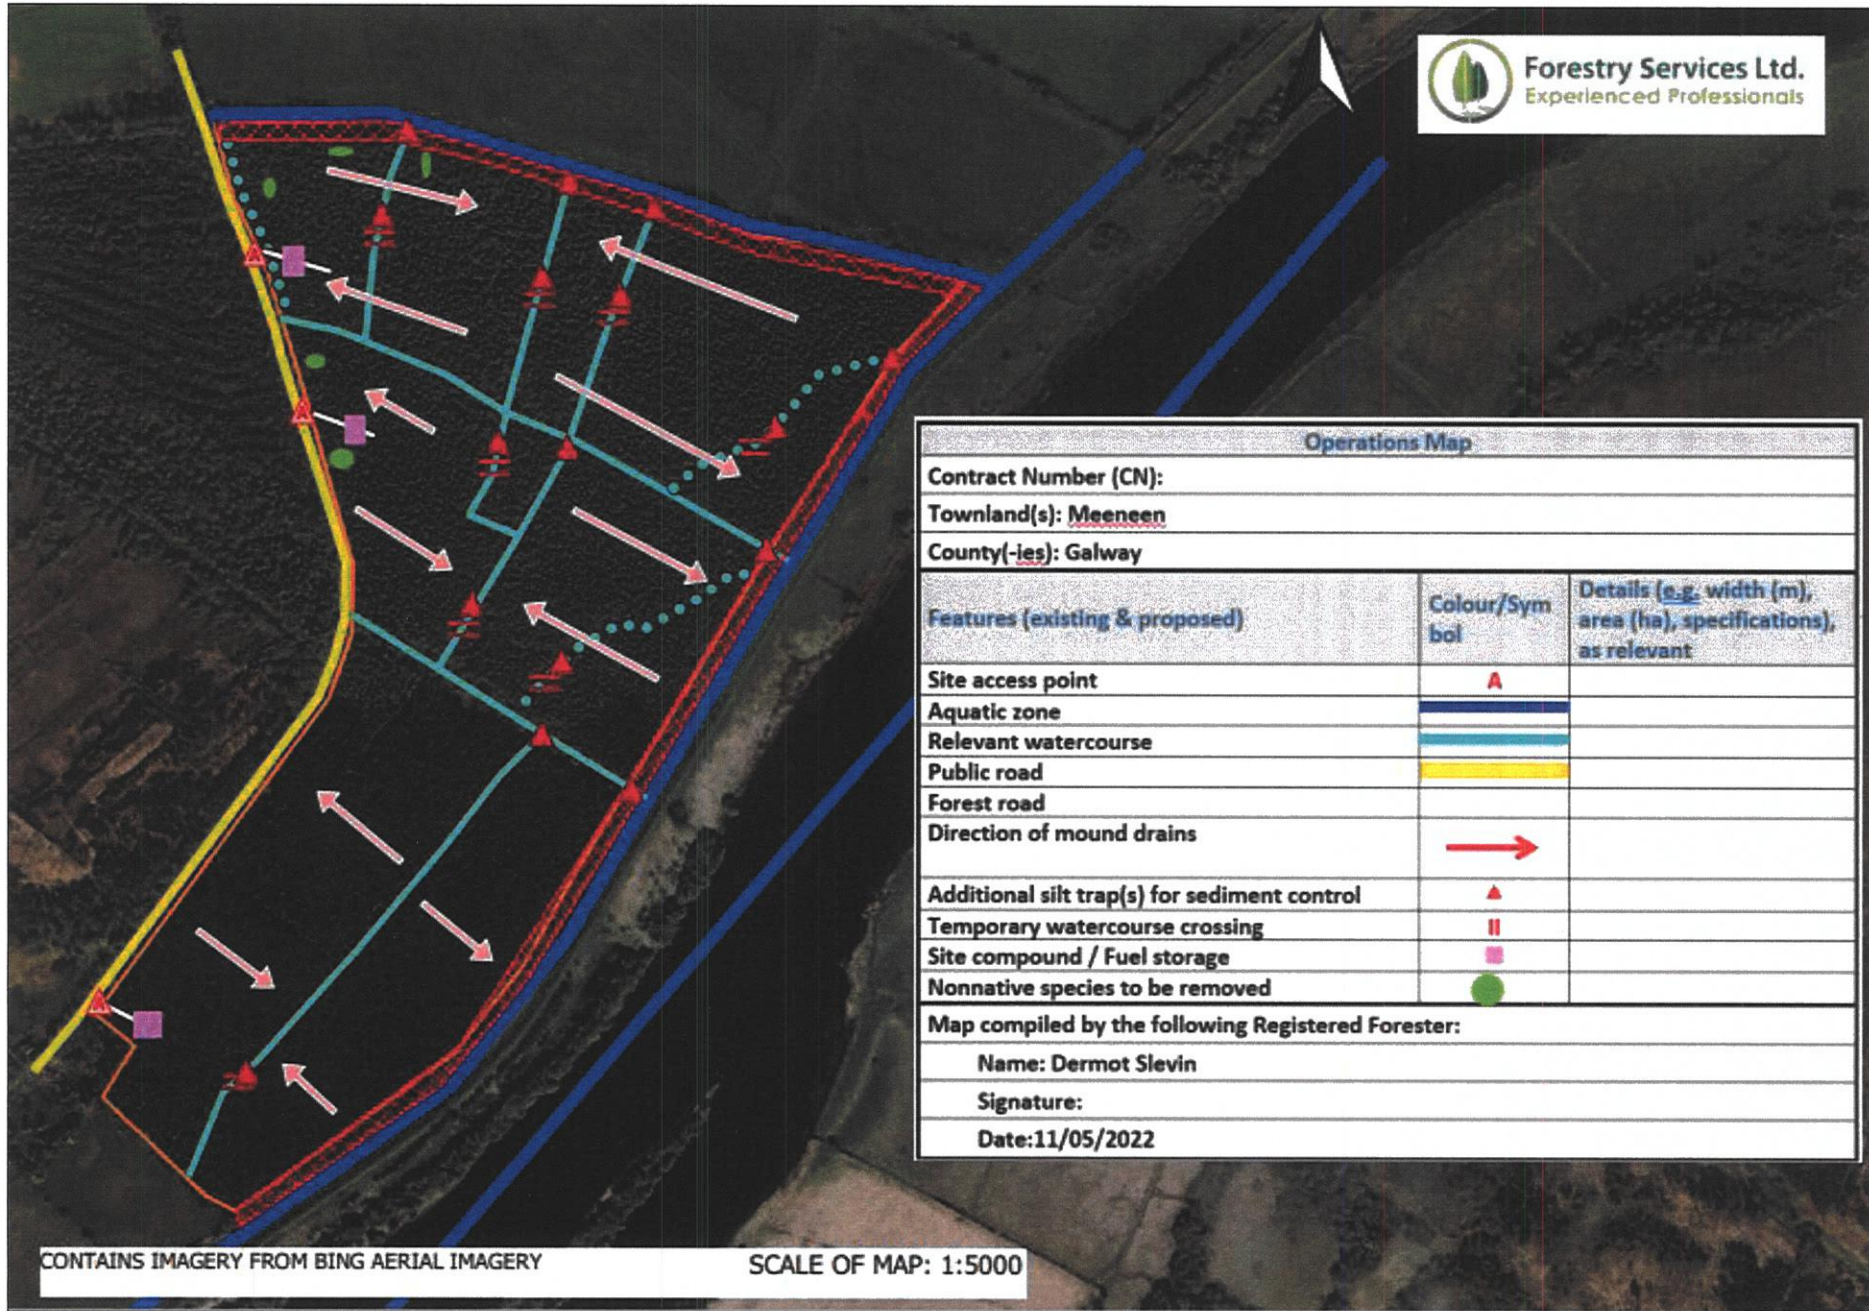 Forestry Services Ltd.
Experienced Professionals
A
A
A
Operations Map
Contract Number (CN):
Townland(s): Meeneen
County(-ies): Galway
Features (existing & proposed)
Colour/Sym
bol
Details (e.g. width (m),
area (ha), specifications),
as relevant
Site access point
A
Aquatic zone
Relevant watercourse
Public road
Forest road
Direction of mound drains
Additional silt trap(s) for sediment control
Temporary watercourse crossing
Site compound / Fuel storage
Nonnative species to be removed
Map compiled by the following Registered Forester:
Name: Dermot Slevin
Signature:
Date:11/05/2022
CONTAINS IMAGERY FROM BING AERIAL IMAGERY
SCALE OF MAP: 1:5000